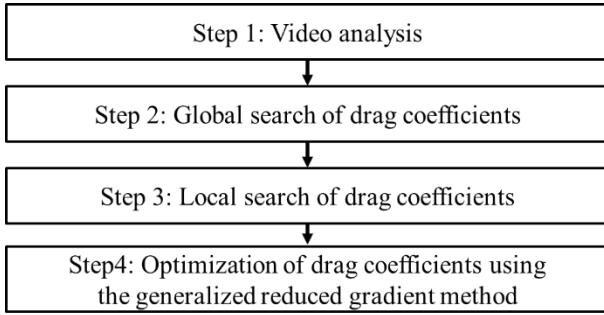 Step 1: Video analysis
Step 2: Global search of drag coefficients
Step 3: Local search of drag coefficients
Step4: Optimization of drag coefficients using
the generalized reduced gradient method